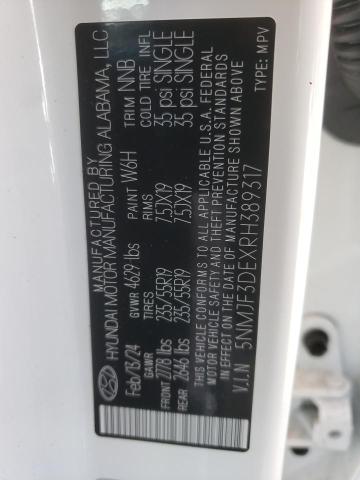 MANUFACTURED BY
HYUNDAI MOTOR MANUFACTURING ALABAMA, LLC
Feb/13/24 GVWR 4629 lbs PAINT W6H TRIM NNB
GAWR TIRES RIMS COLD TIRE INFL
FRONT 2778 lbs 235/55R19 7.5JX19 35 psi SINGLE
REAR 2646 lbs 235/55R19 7.5JX19 35 psi SINGLE
THIS VEHICLE CONFORMS TO ALL APPLICABLE U.S.A. FEDERAL
MOTOR VEHICLE SAFETY AND THEFT PREVENTION STANDARDS
IN EFFECT ON THE DATE OF MANUFACTURE SHOWN ABOVE
V.I.N 5NMJF3DEXRH389317 TYPE: MPV